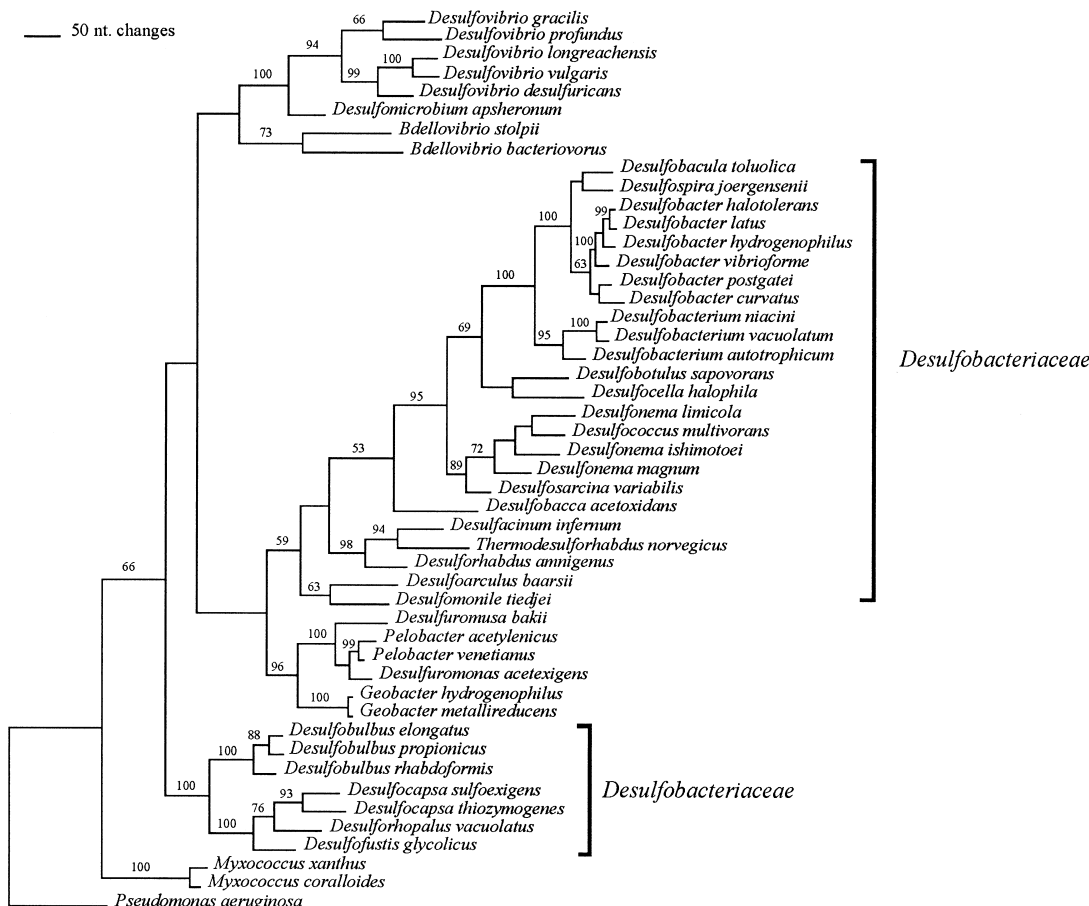 50 nt. changes
66
Desulfovibrio gracilis
Desulfovibrio profundus
94
Desulfovibrio longreachensis
100
99
Desulfovibrio vulgaris
100
Desulfovibrio desulfuricans
Desulfomicrobium apsheronum
73
Bdellovibrio stolpii
Bdellovibrio bacteriovorus
Desulfobacula toluolica
Desulfospira joergensenii
Desulfobacter halotolerans
99
100
Desulfobacter latus
100
Desulfobacter hydrogenophilus
63
Desulfobacter vibrioforme
100
Desulfobacter postgatei
Desulfobacter curvatus
Desulfobacterium niacini
100
69
95
Desulfobacterium vacuolatum
Desulfobacterium autotrophicum
Desulfobacteriaceae
Desulfobotulus sapovorans
Desulfocella halophila
95
Desulfonema limicola
Desulfococcus multivorans
53
72
Desulfonema ishimotoei
89
Desulfonema magnum
Desulfosarcina variabilis
Desulfobacca acetoxidans
94
Desulfacinum infernum
59
98
Thermodesulforhabdus norvegicus
Desulforhabdus amnigenus
66
63
Desulfoarculus baarsii
Desulfomonile tiedjei
Desulfuromusa bakii
100
Pelobacter acetylenicus
99
Pelobacter venetianus
96
Desulfuromonas acetexigens
Geobacter hydrogenophilus
100
Geobacter metallireducens
Desulfobulbus elongatus
88
100
Desulfobulbus propionicus
Desulfobulbus rhabdoformis
100
Desulfocapsa sulfoexigens
93
Desulfobacteriaceae
76
Desulfocapsa thiozymogenes
100
Desulforhopalus vacuolatus
Desulfofustis glycolicus
100
Myxococcus xanthus
Myxococcus coralloides
Pseudomonas aeruginosa